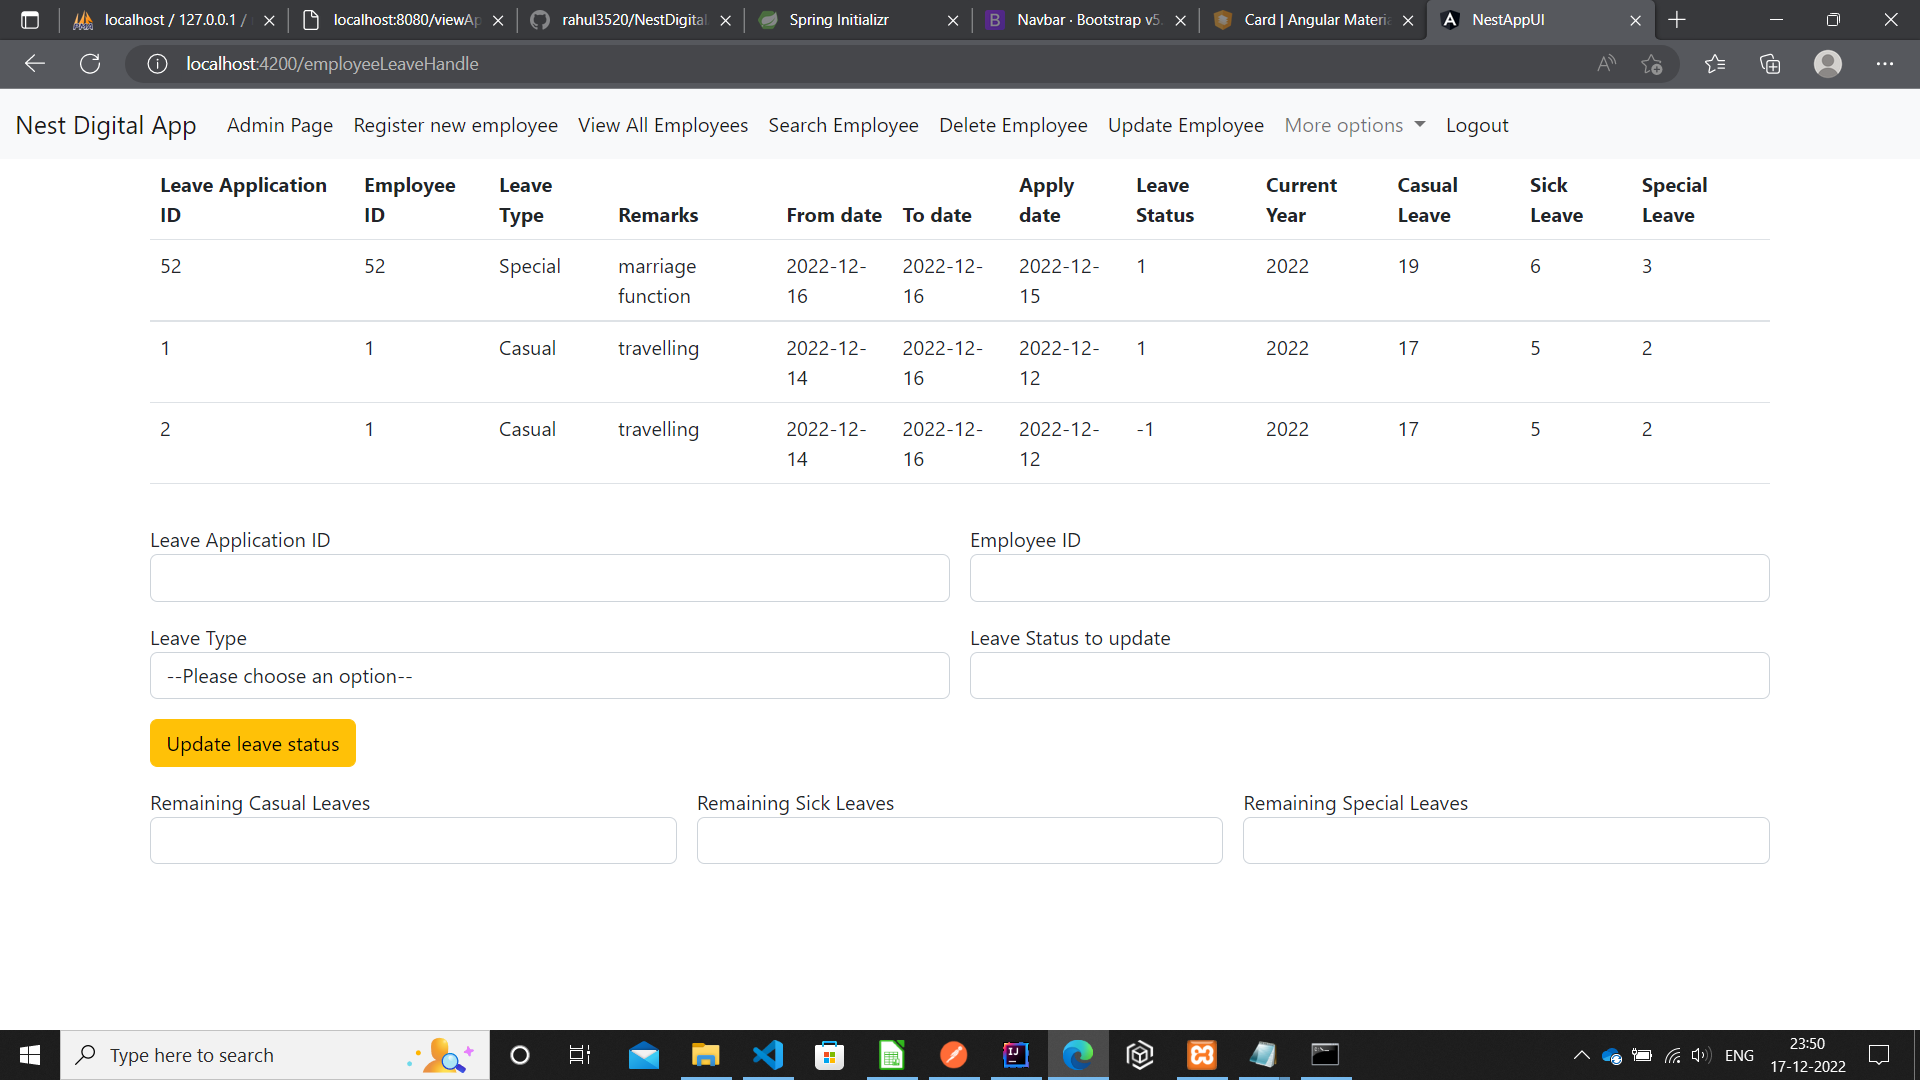 localhost / 127.0.0.1 /
localhost:8080/viewAp
rahul3520/NestDigital
Spring Initializr
Navbar · Bootstrap v5.
Card | Angular Materia
NestAppUI
localhost:4200/employeeLeaveHandle
Nest Digital App Admin Page Register new employee View All Employees Search Employee Delete Employee Update Employee More options Logout
Leave Application ID Employee ID Leave Type Remarks From date To date Apply date Leave Status Current Year Casual Leave Sick Leave Special Leave
52 52 Special marriage function 2022-12-16 2022-12-16 2022-12-15 1 2022 19 6 3
1 1 Casual travelling 2022-12-14 2022-12-16 2022-12-12 1 2022 17 5 2
2 1 Casual travelling 2022-12-14 2022-12-16 2022-12-12 -1 2022 17 5 2
Leave Application ID Employee ID
Leave Type Leave Status to update
--Please choose an option--
Update leave status
Remaining Casual Leaves Remaining Sick Leaves Remaining Special Leaves
Type here to search
ENG
23:50
17-12-2022